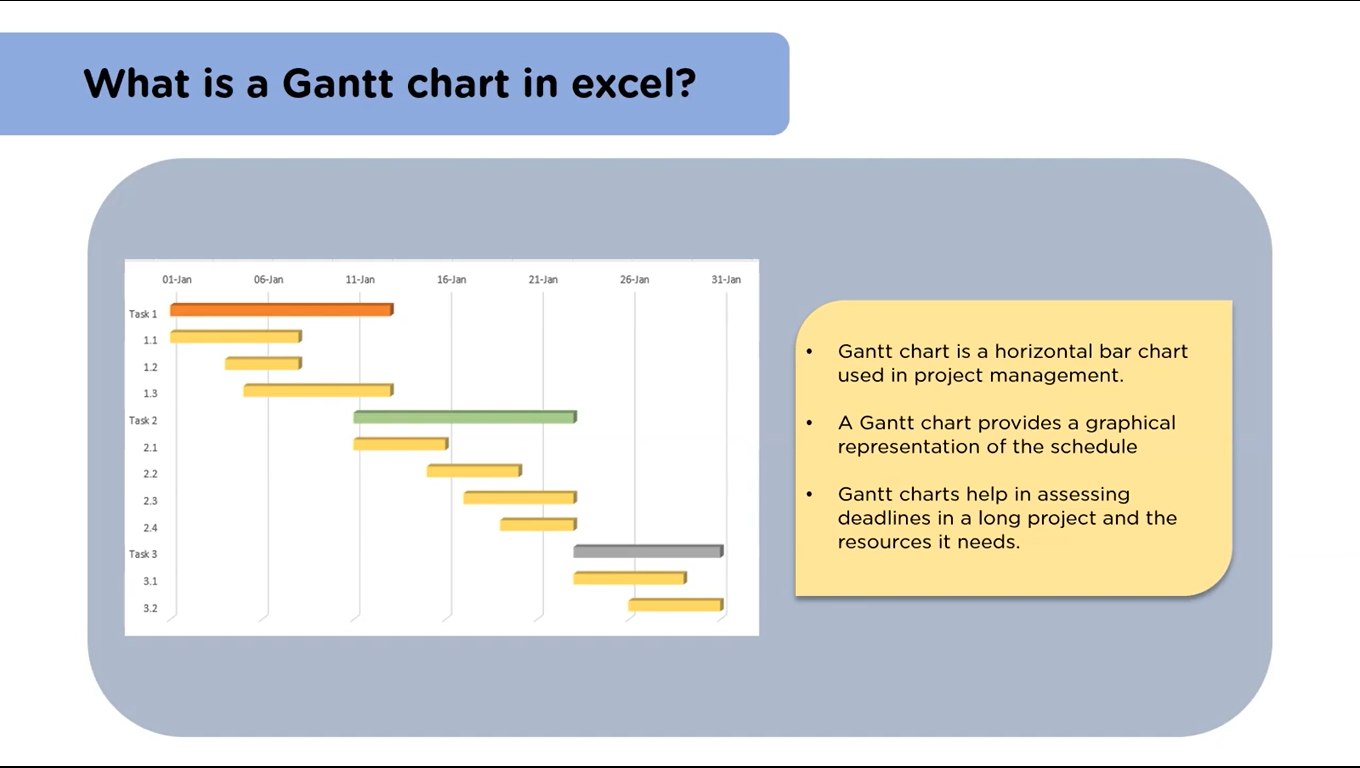 What is a Gantt chart in excel?
01-Jan 06-Jan 11-Jan 16-Jan 21-Jan 26-Jan 31-Jan
Task 1
1.1
1.2
1.3
Task 2
2.1
2.2
2.3
2.4
Task 3
3.1
3.2
• Gantt chart is a horizontal bar chart
used in project management.
• A Gantt chart provides a graphical
representation of the schedule
• Gantt charts help in assessing
deadlines in a long project and the
resources it needs.